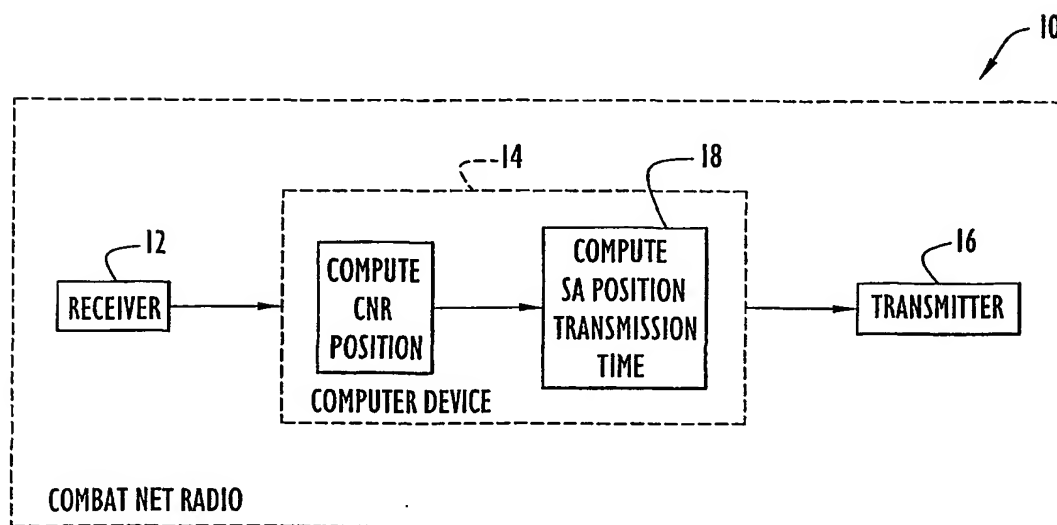 10
14
18
12
16
RECEIVER
COMPUTE
CNR
POSITION
COMPUTE
SA POSITION
TRANSMISSION
TIME
TRANSMITTER
COMPUTER DEVICE
COMBAT NET RADIO